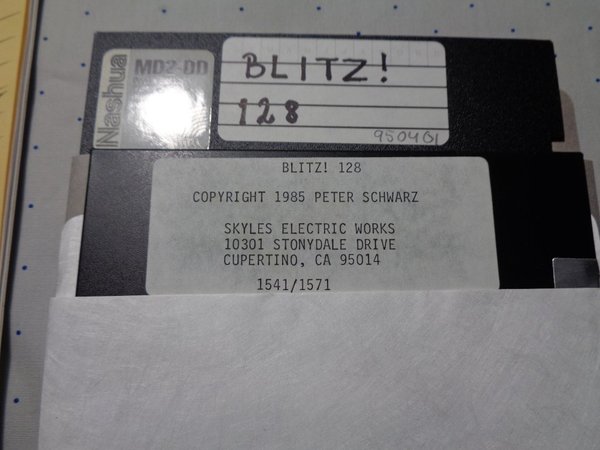 Nashua
MD2-DD
BLITZ!
128
950401
BLITZ! 128
COPYRIGHT 1985 PETER SCHWARZ
SKYLES ELECTRIC WORKS
10301 STONYDALE DRIVE
CUPERTINO, CA 95014
1541/1571